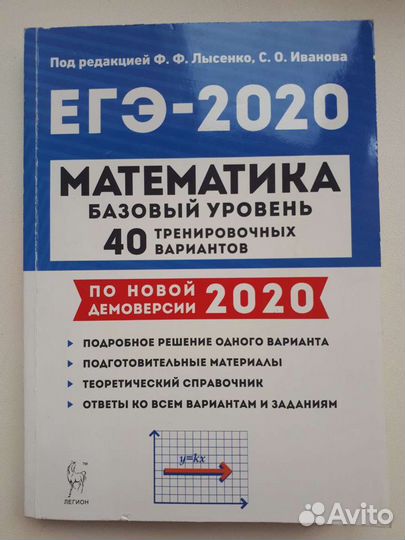 Под редакцией Ф. Ф. Лысенко, С. О. Иванова
ЕГЭ-2020
МАТЕМАТИКА
БАЗОВЫЙ УРОВЕНЬ
40 ТРЕНИРОВОЧНЫХ
ВАРИАНТОВ
ПО НОВОЙ
ДЕМОВЕРСИИ 2020
• ПОДРОБНОЕ РЕШЕНИЕ ОДНОГО ВАРИАНТА
• ПОДГОТОВИТЕЛЬНЫЕ МАТЕРИАЛЫ
• ТЕОРЕТИЧЕСКИЙ СПРАВОЧНИК
• ОТВЕТЫ КО ВСЕМ ВАРИАНТАМ И ЗАДАНИЯМ
y=kx
ЛЕГИОН
Avito